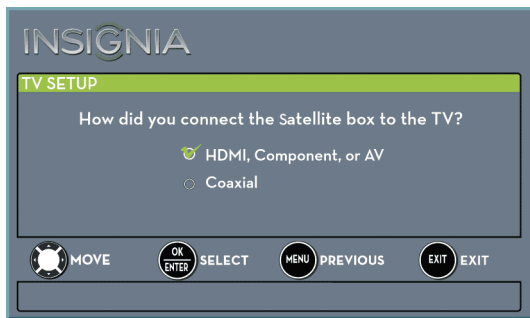 INSIGNIA
TV SETUP
How did you connect the Satellite box to the TV?
HDMI, Component, or AV
Coaxial
MOVE OK ENTER SELECT MENU PREVIOUS EXIT EXIT